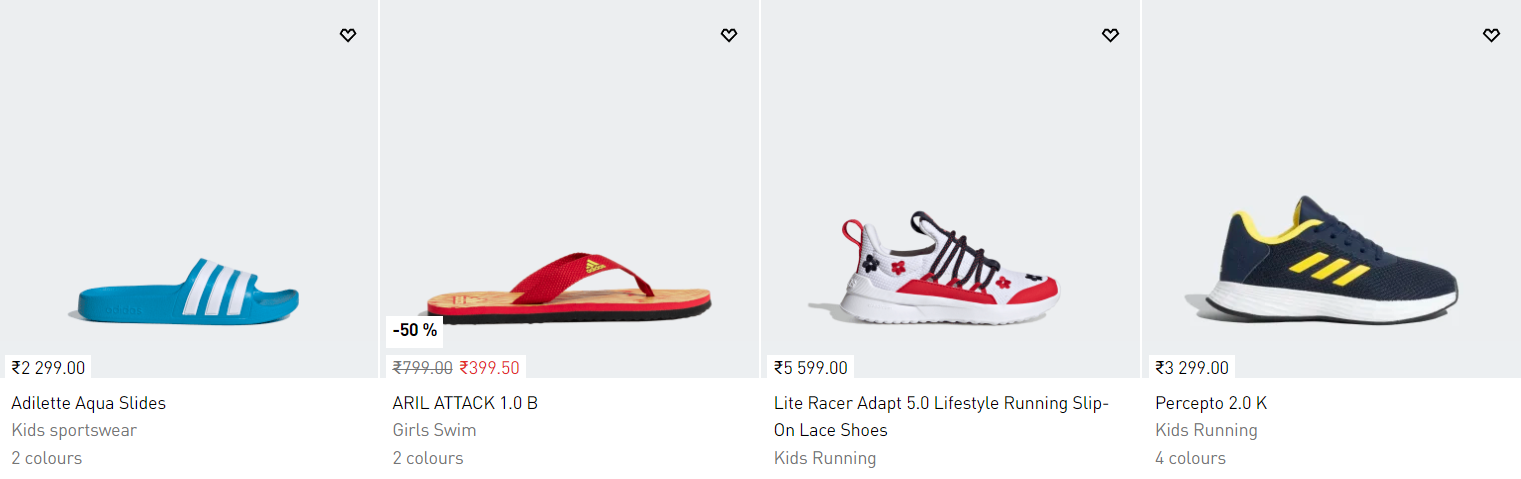 ₹2 299.00
Adilette Aqua Slides
Kids sportswear
2 colours
-50 %
₹799.00 ₹399.50
ARIL ATTACK 1.0 B
Girls Swim
2 colours
₹5 599.00
Lite Racer Adapt 5.0 Lifestyle Running Slip-
On Lace Shoes
Kids Running
₹3 299.00
Percepto 2.0 K
Kids Running
4 colours